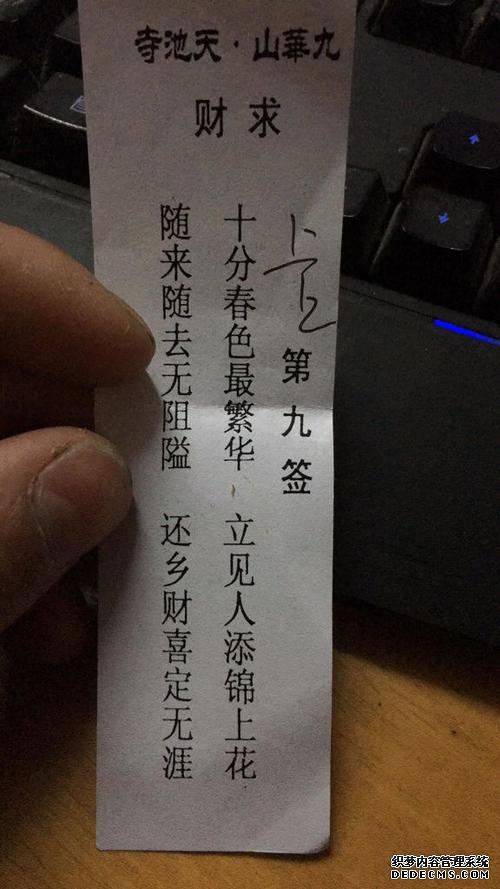 九華山·天池寺
求财
第九签
十分春色最繁华 立见人添锦上花
随来随去无阻隘 还乡财喜定无涯
织梦内容管理系统
DEDECMS.COM